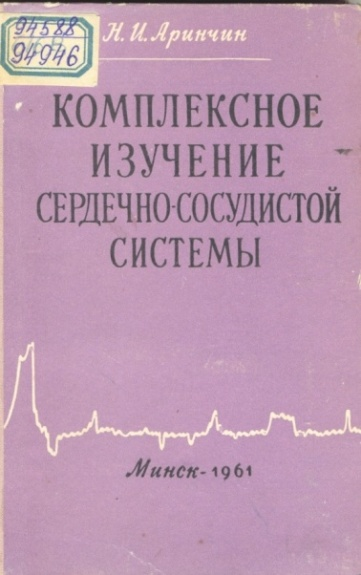 94588
94946
Н. И. Аринчин
КОМПЛЕКСНОЕ
ИЗУЧЕНИЕ
СЕРДЕЧНО-СОСУДИСТОЙ
СИСТЕМЫ
Минск-1961